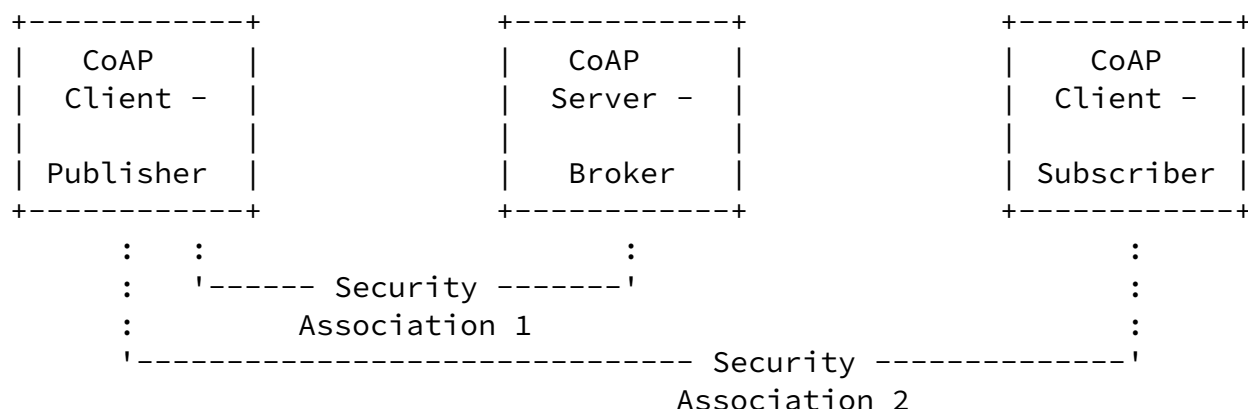 +------------+             +------------+              +------------+
|   CoAP     |             |   CoAP     |              |    CoAP    |
|  Client -  |             |  Server -  |              |  Client -  |
|            |             |            |              |            |
| Publisher  |             |   Broker   |              | Subscriber |
+------------+             +------------+              +------------+
      :   :                       :                           :
      :   '------ Security -------'                           :
      :         Association 1                                 :
      '------------------------------- Security --------------'
                                     Association 2